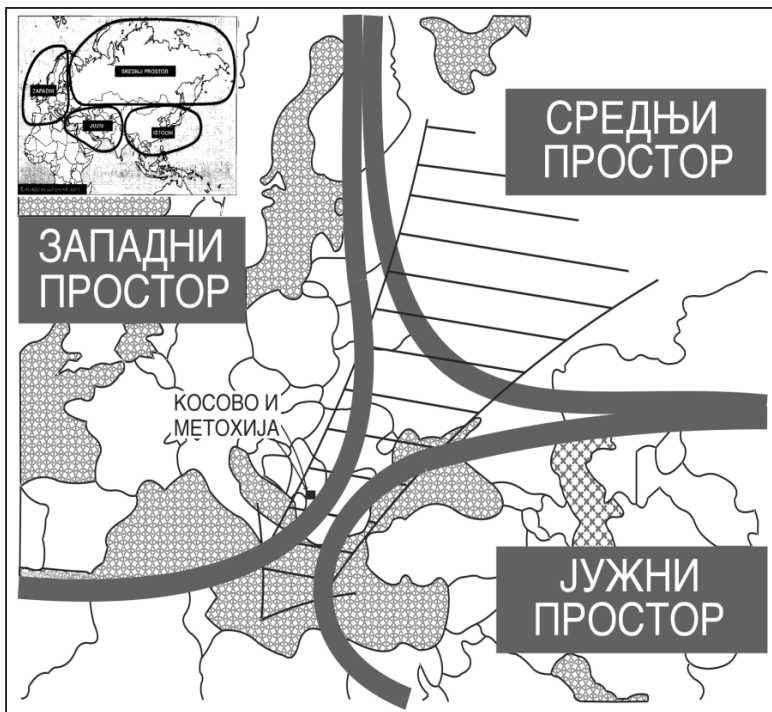 ZAPADNI
SREDNJI PROSTOR
JUZNI
ISTOCNI
СРЕДЊИ
ПРОСТОР
ЗАПАДНИ
ПРОСТОР
КОСОВО И
МЕТОХИЈА
ЈУЖНИ
ПРОСТОР